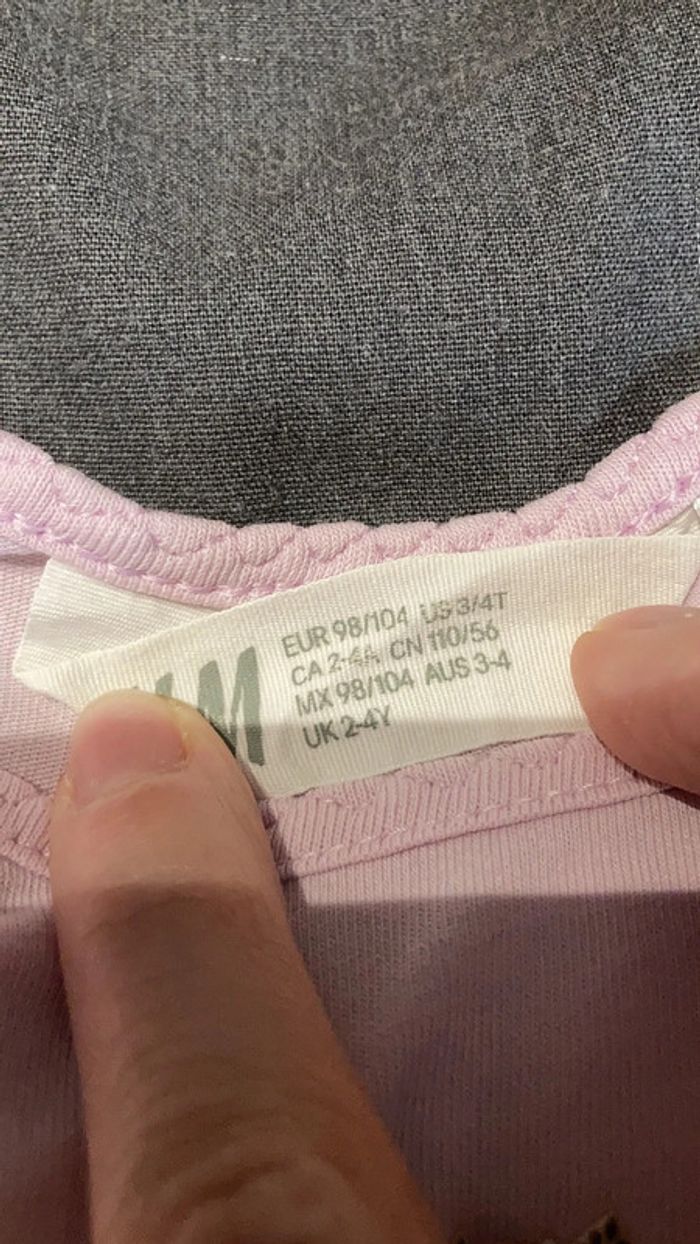 EUR 98/104 US 3/4T
CA 2-4A CN 110/56
MX 98/104 AUS 3-4
UK 2-4Y